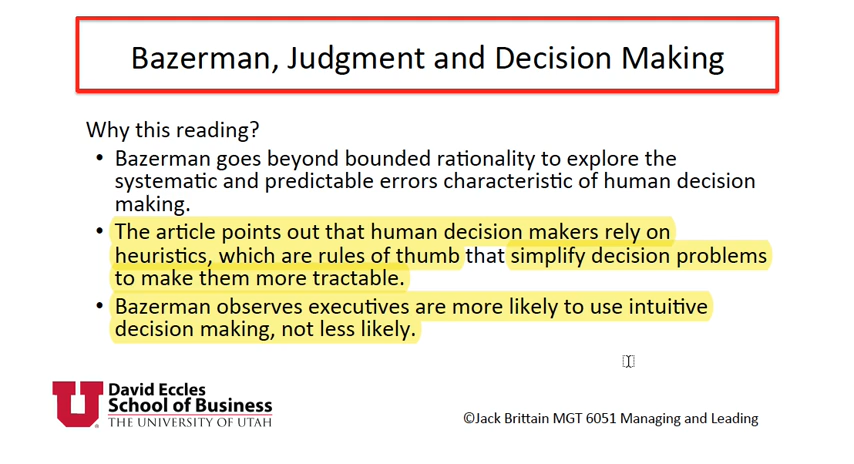 Bazerman, Judgment and Decision Making
Why this reading?
• Bazerman goes beyond bounded rationality to explore the
systematic and predictable errors characteristic of human decision
making.
• The article points out that human decision makers rely on
heuristics, which are rules of thumb that simplify decision problems
to make them more tractable.
• Bazerman observes executives are more likely to use intuitive
decision making, not less likely.
U David Eccles
School of Business
THE UNIVERSITY OF UTAH
©Jack Brittain MGT 6051 Managing and Leading